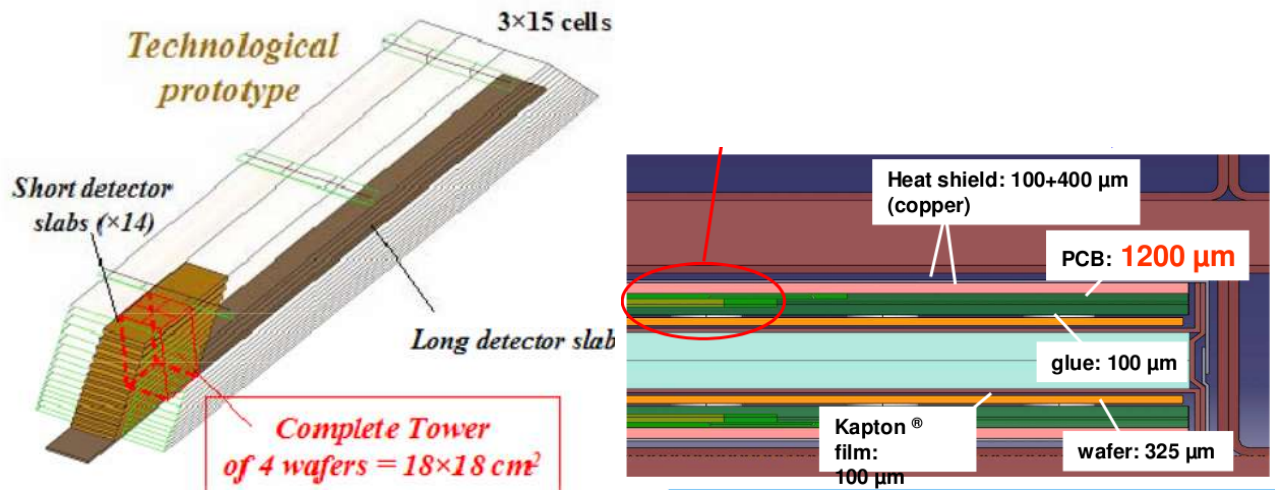 3×15 cells
Technological
prototype
Short detector
slabs (×14)
Long detector slab
Complete Tower
of 4 wafers = 18×18 cm²
Heat shield: 100+400 µm
(copper)
PCB: 1200 µm
glue: 100 µm
Kapton ®
film:
100 µm
wafer: 325 µm